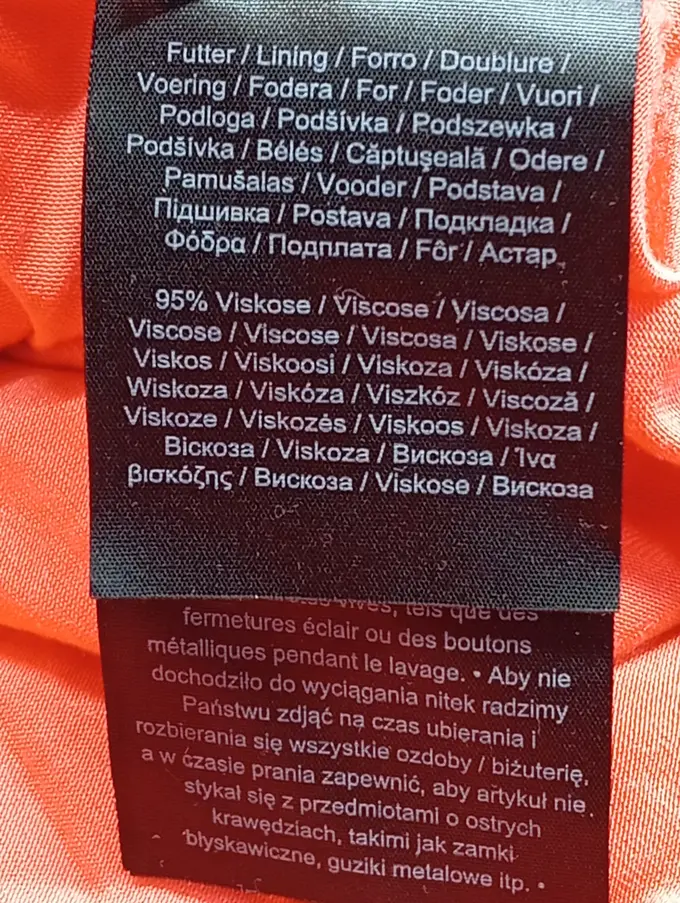 Futter / Lining / Forro / Doublure /
Voering / Fodera / For / Foder / Vuori /
Podloga / Podšívka / Podszewka /
Podšívka / Bélés / Căptuşeală / Odere /
Pamušalas / Vooder / Podstava /
Підшивка / Postava / Подкладка /
Φόδρα / Подплата / Fôr / Астар
95% Viskose / Viscose / Viscosa /
Viscose / Viscose / Viscosa / Viskose /
Viskos / Viskoosi / Viskoza / Viskóza /
Wiskoza / Viskóza / Viszkóz / Viscoză /
Viskoze / Viskozės / Viskoos / Viskoza /
Віскоза / Viskoza / Вискоза / Ίνα
βισκόζης / Вискоза / Viskose / Вискоза
vives, tels que des
fermetures éclair ou des boutons
métalliques pendant le lavage. • Aby nie
dochodziło do wyciągania nitek radzimy
Państwu zdjąć na czas ubierania i
rozbierania się wszystkie ozdoby / biżuterię,
a w czasie prania zapewnić, aby artykuł nie
stykał się z przedmiotami o ostrych
krawędziach, takimi jak zamki
błyskawiczne, guziki metalowe itp. •